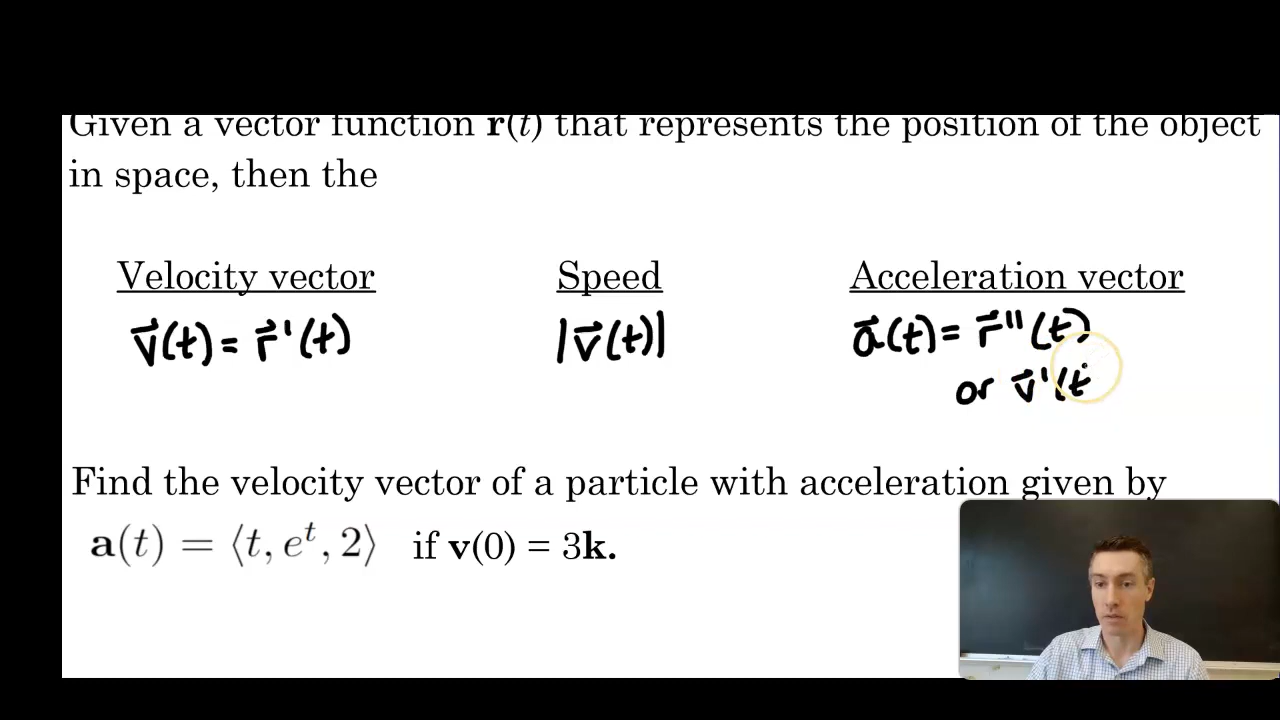 Given a vector function r(t) that represents the position of the object
in space, then the
Velocity vector Speed Acceleration vector
v⃗(t) = r⃗'(t) |v⃗(t)| a⃗(t) = r⃗''(t)
or v⃗'(t
Find the velocity vector of a particle with acceleration given by
a(t) = ⟨t, eᵗ, 2⟩ if v(0) = 3k.